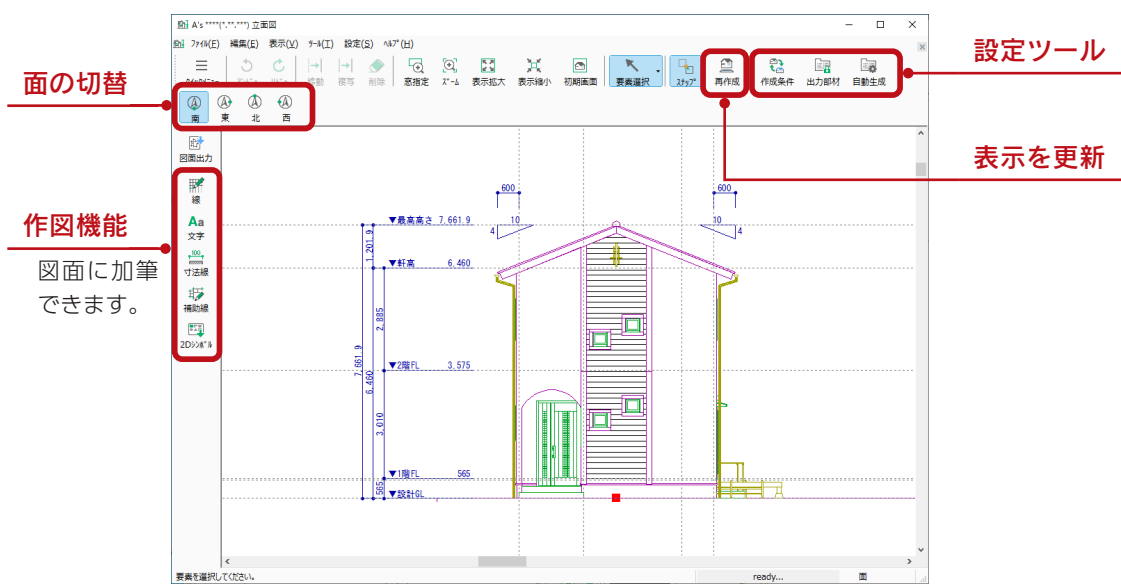 A's ****(*.**.***) 立面図
ﾌｧｲﾙ(F) 編集(E) 表示(V) ﾂｰﾙ(T) 設定(S) ﾍﾙﾌﾟ(H)
移動 複写 削除 窓指定 ｽﾞｰﾑ 表示拡大 表示縮小 初期画面 要素選択 ｽﾅｯﾌﾟ 再作成 作成条件 出力部材 自動生成
設定ツール
面の切替
南 東 北 西
表示を更新
図面出力
線
Aa
文字
100
寸法線
補助線
2Dｼﾝﾎﾞﾙ
作図機能
図面に加筆
できます。
600 600
▼最高高さ 7,661.9
10 10
4 4
1,201.9
▼軒高 6,460
2,885
7,661.9
6,460
▼2階FL 3,575
3,010
▼1階FL 565
565
▼設計GL
要素を選択してください。 ready... 面